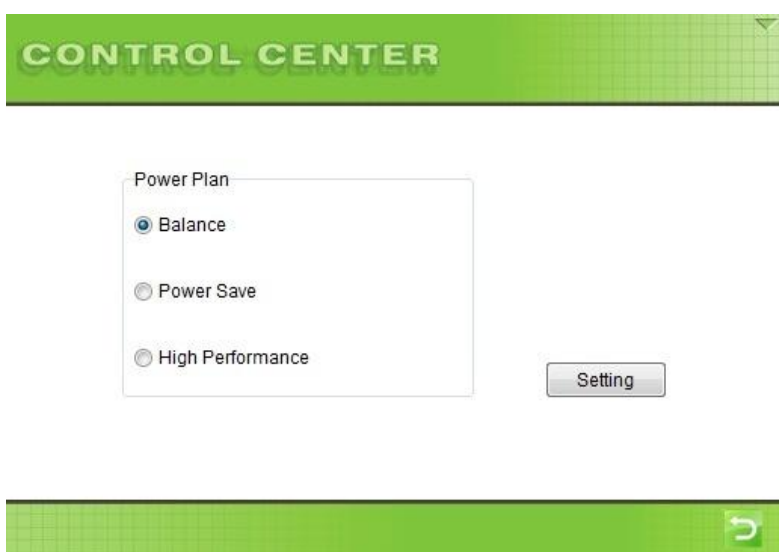 CONTROL CENTER
Power Plan
Balance
Power Save
High Performance
Setting